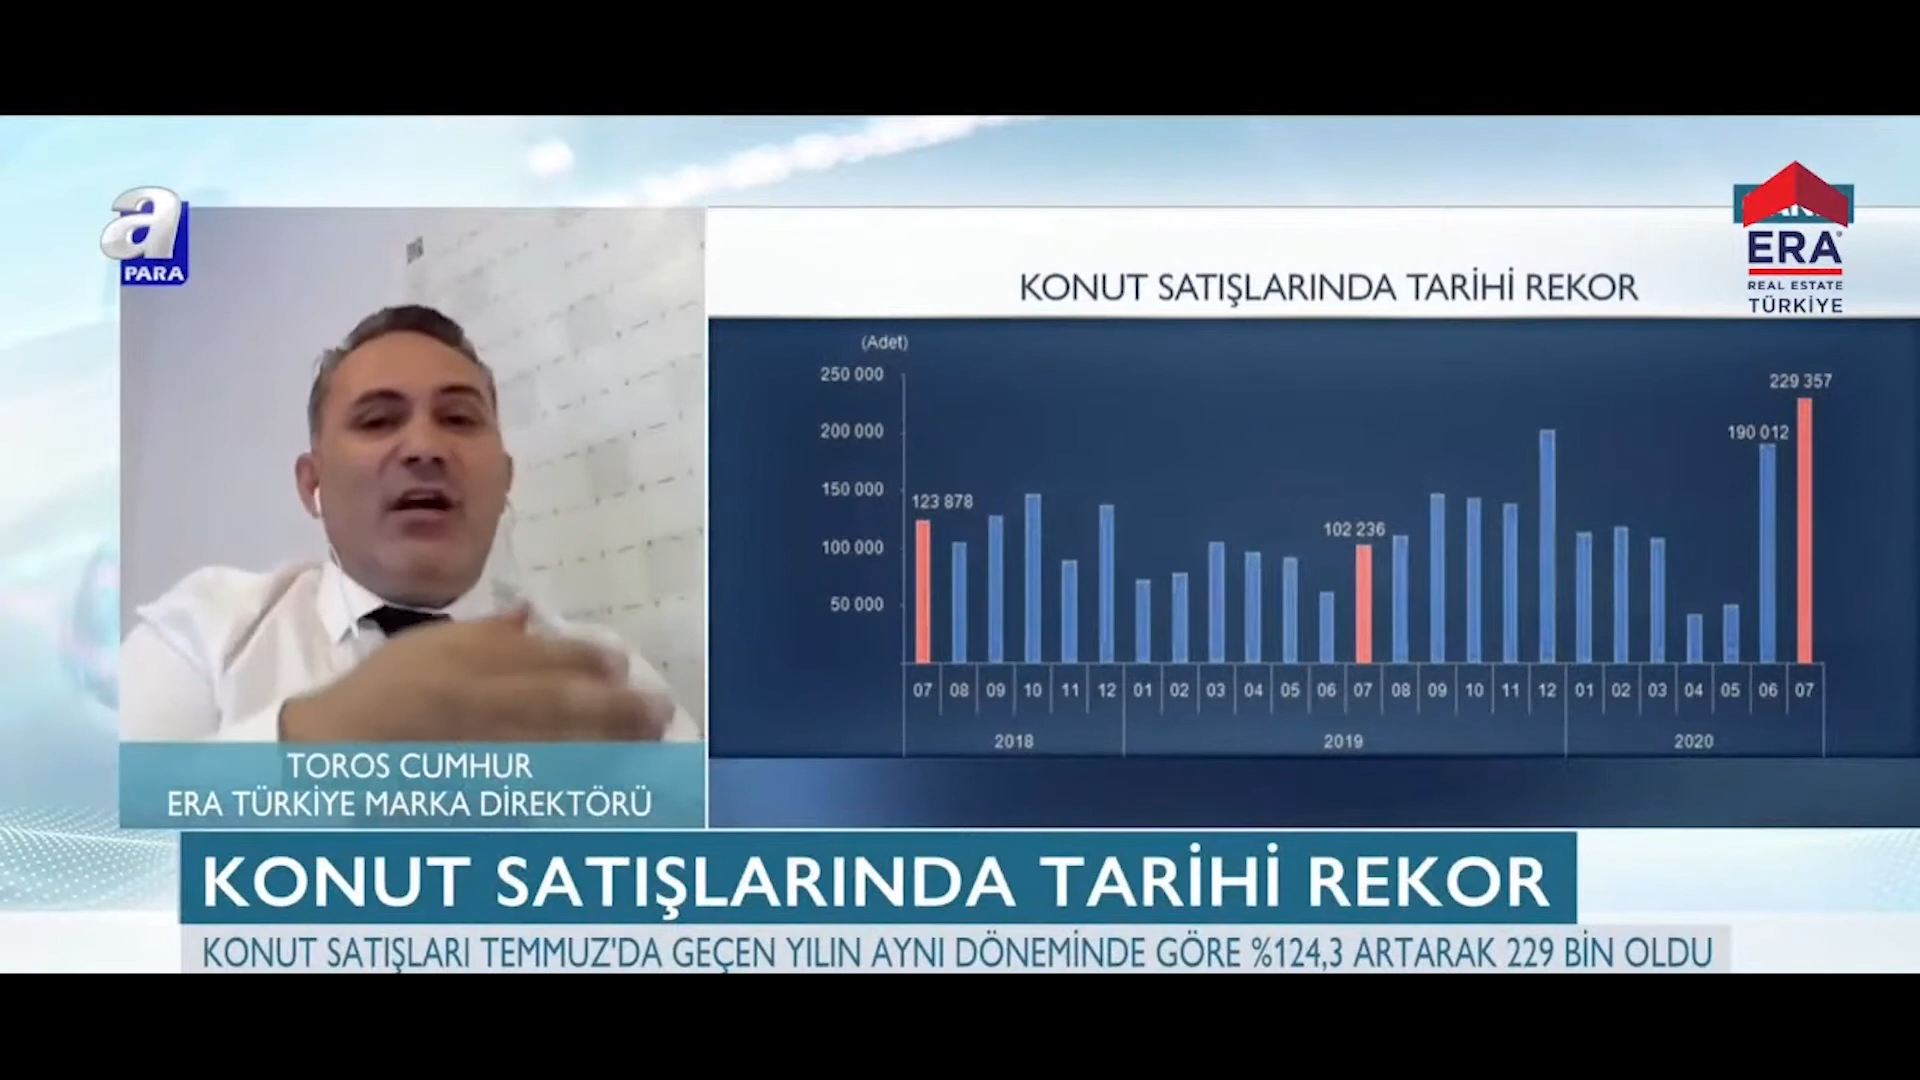 a
PARA
KONUT SATIŞLARINDA TARİHİ REKOR
ERA
REAL ESTATE
TÜRKİYE
(Adet)
250 000
200 000
150 000
100 000
50 000
123 878
102 236
190 012
229 357
07 08 09 10 11 12 01 02 03 04 05 06 07 08 09 10 11 12 01 02 03 04 05 06 07
2018 2019 2020
TOROS CUMHUR
ERA TÜRKİYE MARKA DİREKTÖRÜ
KONUT SATIŞLARINDA TARİHİ REKOR
KONUT SATIŞLARI TEMMUZ'DA GEÇEN YILIN AYNI DÖNEMİNDE GÖRE %124,3 ARTARAK 229 BİN OLDU